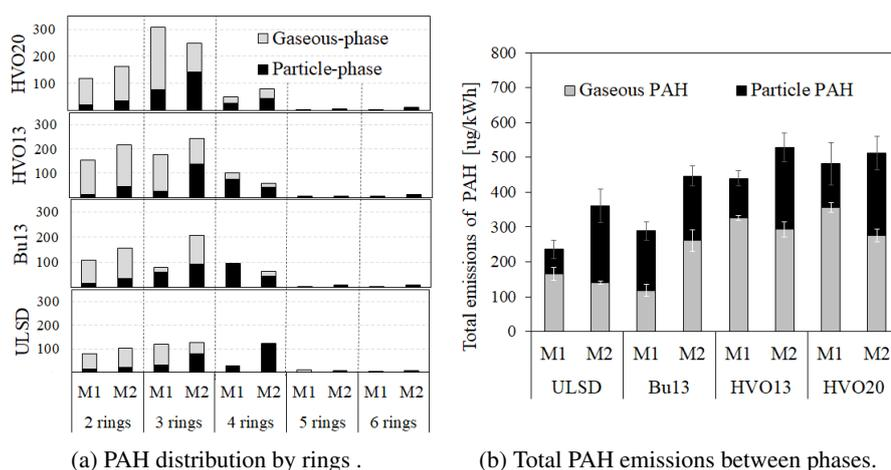 HVO20
300
200
100
Gaseous-phase
Particle-phase
HVO13
300
200
100
Bu13
300
200
100
ULSD
300
200
100
M1 M2 M1 M2 M1 M2 M1 M2 M1 M2
2 rings 3 rings 4 rings 5 rings 6 rings
(a) PAH distribution by rings .
Total emissions of PAH [ug/kWh]
800
700
600
500
400
300
200
100
0
Gaseous PAH Particle PAH
M1 M2 M1 M2 M1 M2 M1 M2
ULSD Bu13 HVO13 HVO20
(b) Total PAH emissions between phases.